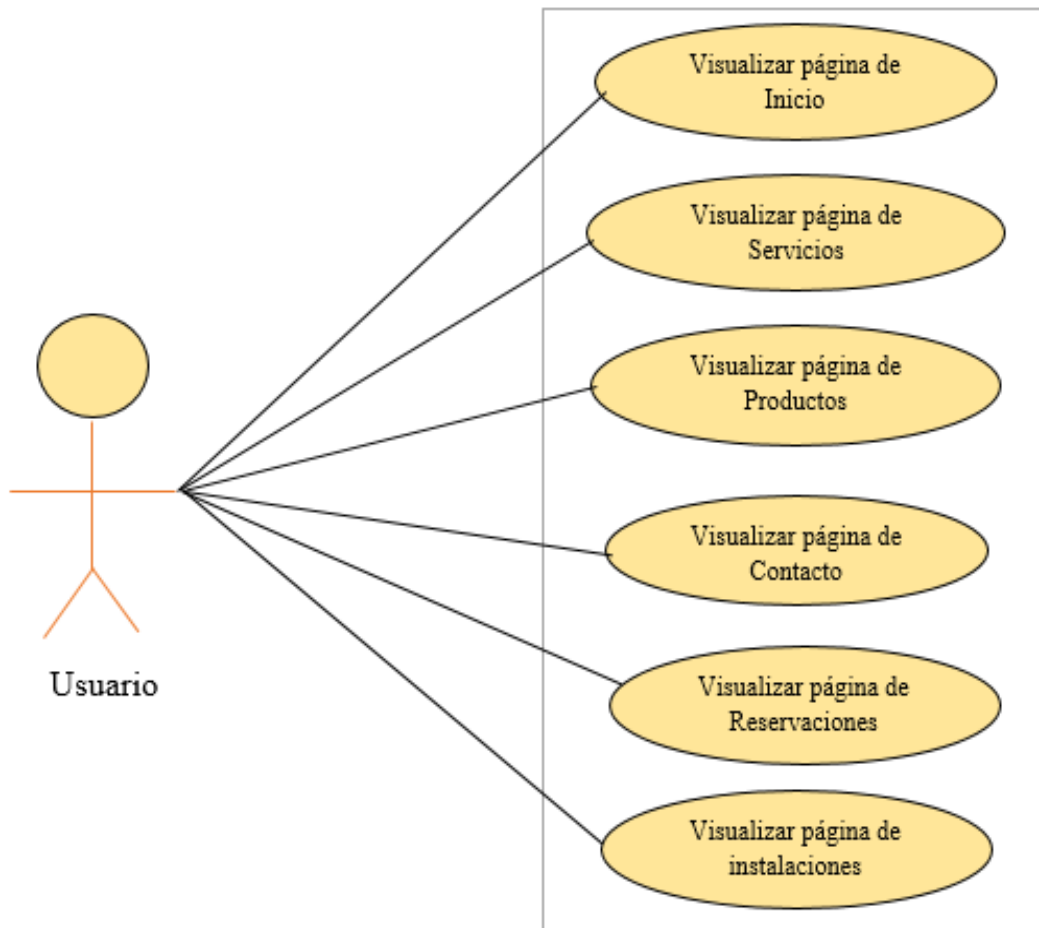 Visualizar página de
Inicio
Visualizar página de
Servicios
Visualizar página de
Productos
Visualizar página de
Contacto
Usuario
Visualizar página de
Reservaciones
Visualizar página de
instalaciones